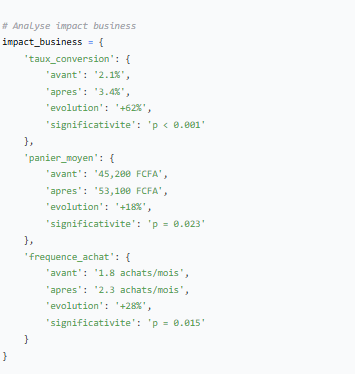 # Analyse impact business
impact_business = {
    'taux_conversion': {
        'avant': '2.1%',
        'apres': '3.4%',
        'evolution': '+62%',
        'significativite': 'p < 0.001'
    },
    'panier_moyen': {
        'avant': '45,200 FCFA',
        'apres': '53,100 FCFA',
        'evolution': '+18%',
        'significativite': 'p = 0.023'
    },
    'frequence_achat': {
        'avant': '1.8 achats/mois',
        'apres': '2.3 achats/mois',
        'evolution': '+28%',
        'significativite': 'p = 0.015'
    }
}